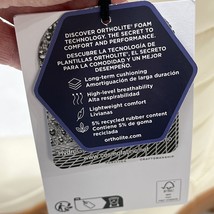 DISCOVER ORTHOLITE® FOAM
TECHNOLOGY. THE SECRET TO
COMFORT AND PERFORMANCE.
DESCUBRE LA TECNOLOGÍA DE
PLANTILLAS ORTHOLITE®, EL SECRETO
PARA LA COMODIDAD Y UN MEJOR
DESEMPEÑO.
Long-term cushioning
Amortiguación de larga duración
High-level breathability
Alta respirabilidad
Lightweight comfort
Livianas
5% recycled rubber content
Contiene 5% de goma
reciclada
ortholite.com
FSC